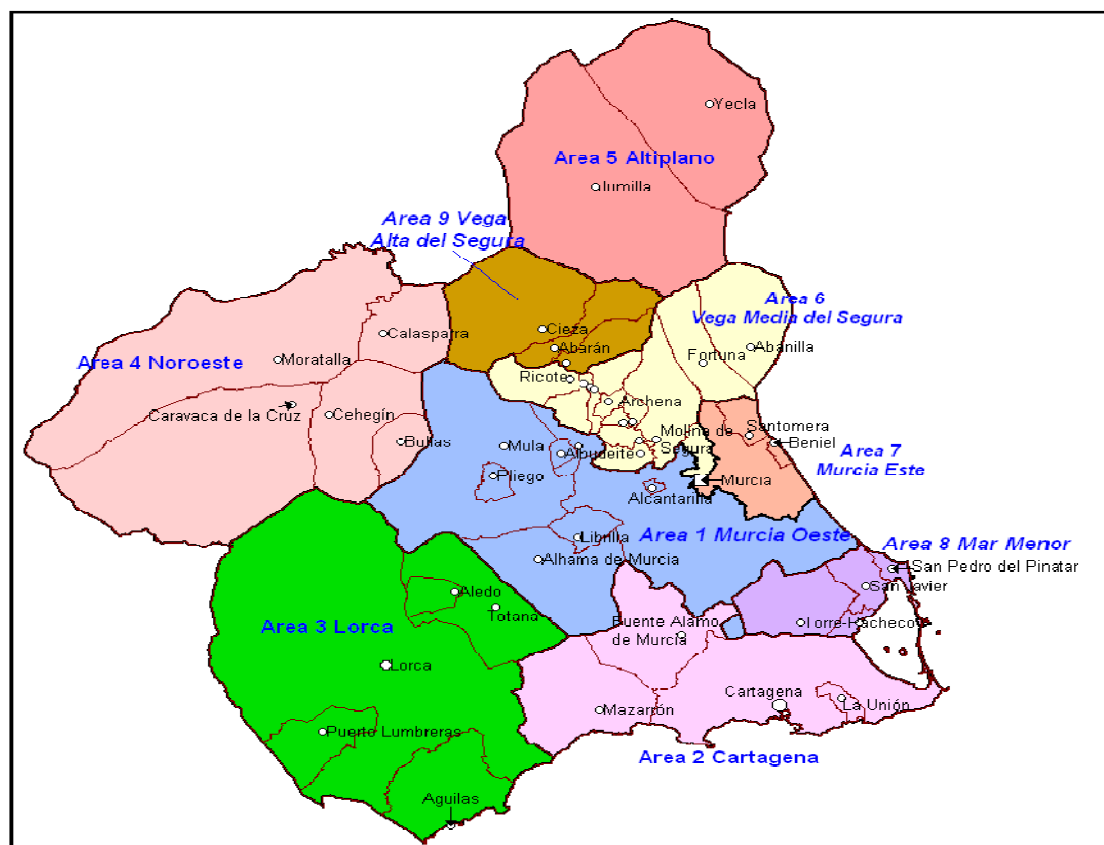 Yecla
Area 5 Altiplano
Jumilla
Area 9 Vega
Alta del Segura
Area 6
Vega Media del Segura
Cieza
Calasparra
Abarán
Abanilla
Moratalla
Fortuna
Area 4 Noroeste
Ricote
Archena
Caravaca de la Cruz
Cehegín
Santomera
Molina de
Segura
Bullas
Mula
Albudeite
Beniel
Area 7
Murcia Este
Pliego
Murcia
Alcantarilla
Librilla
Area 1 Murcia Oeste
Area 8 Mar Menor
Alhama de Murcia
San Pedro del Pinatar
San Javier
Aledo
Totana
Fuente Alamo
de Murcia
Torre-Pacheco
Area 3 Lorca
Lorca
Cartagena
La Unión
Mazarrón
Puerto Lumbreras
Area 2 Cartagena
Aguilas